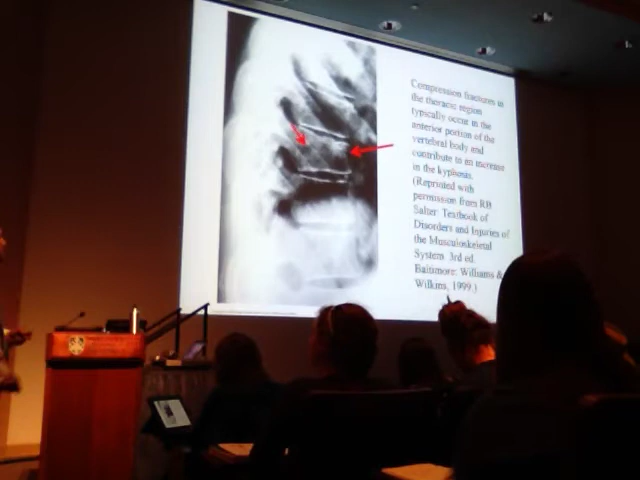 Compression fractures in
the thoracic region
typically occur in the
anterior portion of the
vertebral body and
contribute to an increase
in the kyphosis.
(Reprinted with
permission from RB
Salter Textbook of
Disorders and Injuries of
the Musculoskeletal
System 3rd ed.
Baltimore: Williams &
Wilkins, 1999.)